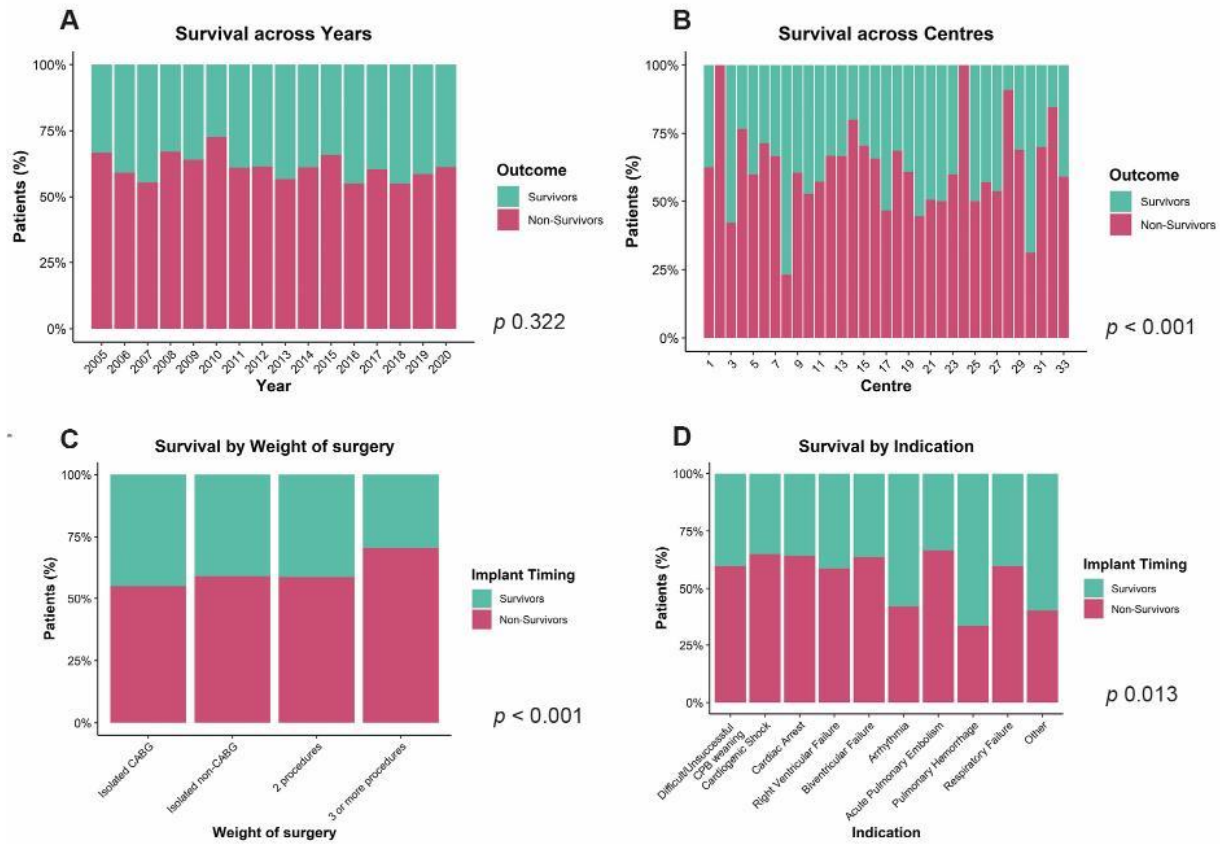 A
Survival across Years
100%
75%
50%
25%
0%
Patients (%)
2005
2006
2007
2008
2009
2010
2011
2012
2013
2014
2015
2016
2017
2018
2019
2020
Year
Outcome
Survivors
Non-Survivors
p 0.322
B
Survival across Centres
100%
75%
50%
25%
0%
Patients (%)
1
3
5
7
9
11
13
15
17
19
21
23
25
27
29
31
33
Centre
Outcome
Survivors
Non-Survivors
p < 0.001
C
Survival by Weight of surgery
100%
75%
50%
25%
0%
Patients (%)
Isolated CABG
Isolated non-CABG
2 procedures
3 or more procedures
Weight of surgery
Implant Timing
Survivors
Non-Survivors
p < 0.001
D
Survival by Indication
100%
75%
50%
25%
0%
Patients (%)
Difficult/Unsuccessful
CPB weaning
Cardiogenic Shock
Cardiac Arrest
Right Ventricular Failure
Biventricular Failure
Arrhythmia
Acute Pulmonary Embolism
Pulmonary Hemorrhage
Respiratory Failure
Other
Indication
Implant Timing
Survivors
Non-Survivors
p 0.013